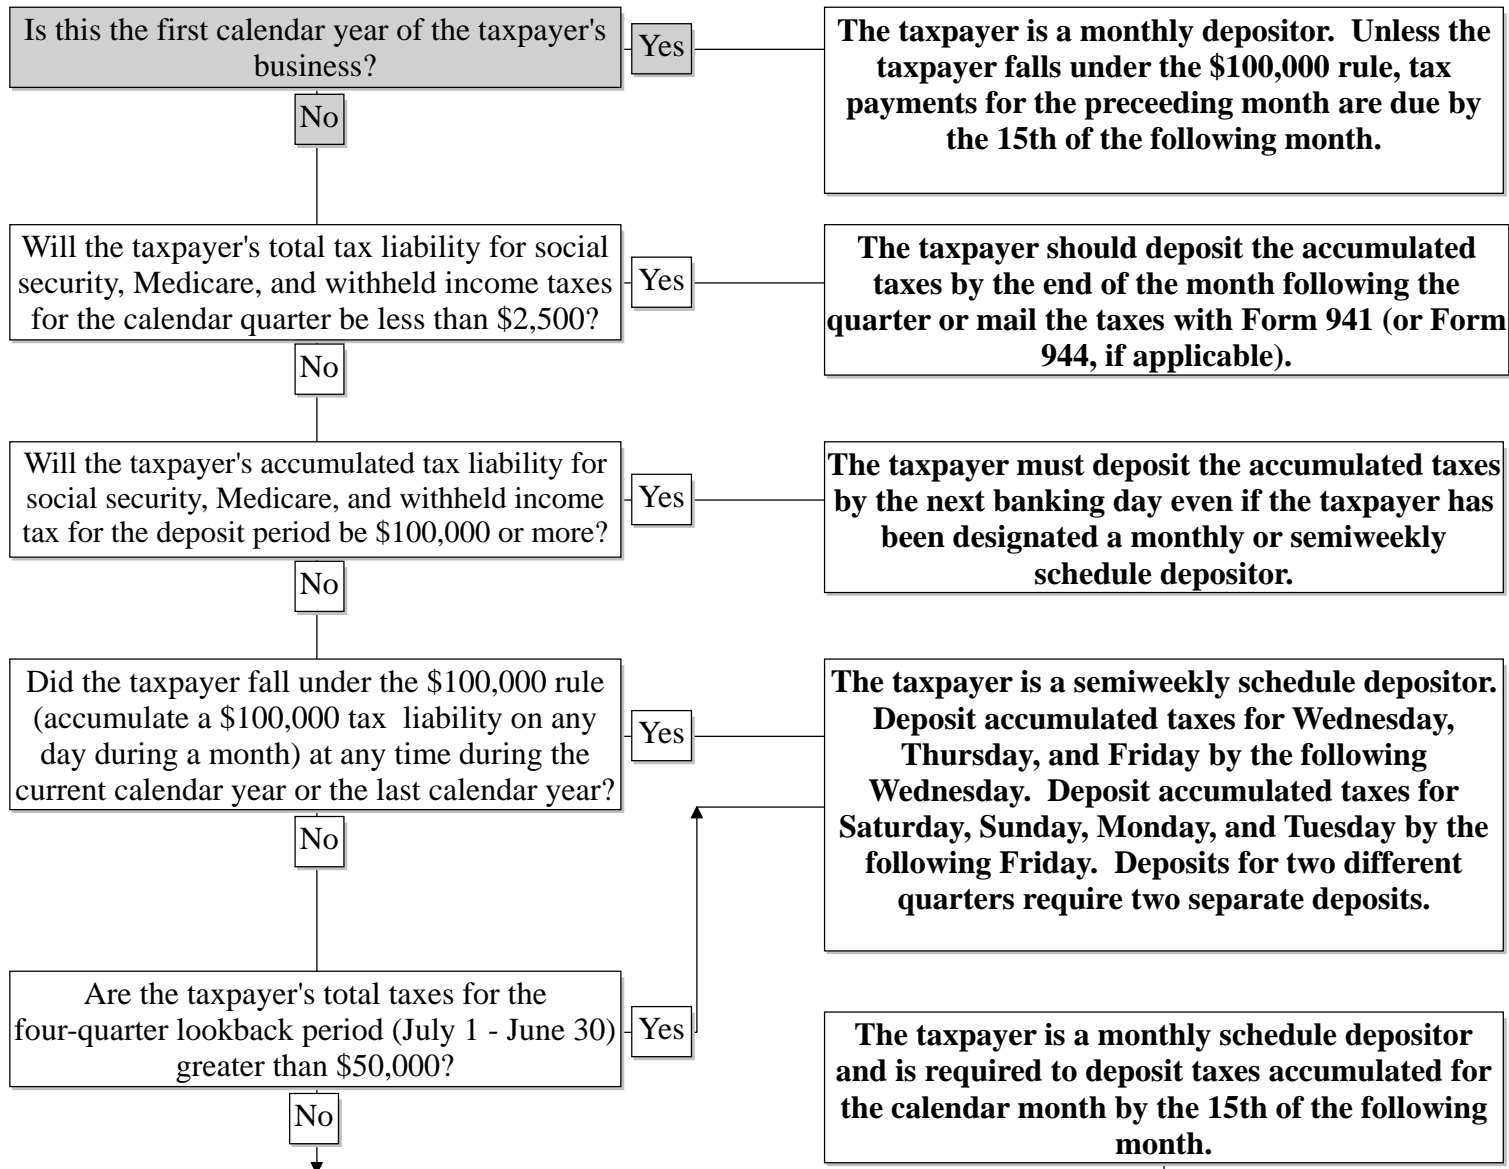 Is this the first calendar year of the taxpayer's
business?
Yes
The taxpayer is a monthly depositor.  Unless the
taxpayer falls under the $100,000 rule, tax
payments for the preceeding month are due by
the 15th of the following month.
No
Will the taxpayer's total tax liability for social
security, Medicare, and withheld income taxes
for the calendar quarter be less than $2,500?
Yes
The taxpayer should deposit the accumulated
taxes by the end of the month following the
quarter or mail the taxes with Form 941 (or Form
944, if applicable).
No
Will the taxpayer's accumulated tax liability for
social security, Medicare, and withheld income
tax for the deposit period be $100,000 or more?
Yes
The taxpayer must deposit the accumulated taxes
by the next banking day even if the taxpayer has
been designated a monthly or semiweekly
schedule depositor.
No
Did the taxpayer fall under the $100,000 rule
(accumulate a $100,000 tax  liability on any
day during a month) at any time during the
current calendar year or the last calendar year?
Yes
The taxpayer is a semiweekly schedule depositor.
Deposit accumulated taxes for Wednesday,
Thursday, and Friday by the following
Wednesday.  Deposit accumulated taxes for
Saturday, Sunday, Monday, and Tuesday by the
following Friday.  Deposits for two different
quarters require two separate deposits.
No
Are the taxpayer's total taxes for the
four-quarter lookback period (July 1 - June 30)
greater than $50,000?
Yes
No
The taxpayer is a monthly schedule depositor
and is required to deposit taxes accumulated for
the calendar month by the 15th of the following
month.